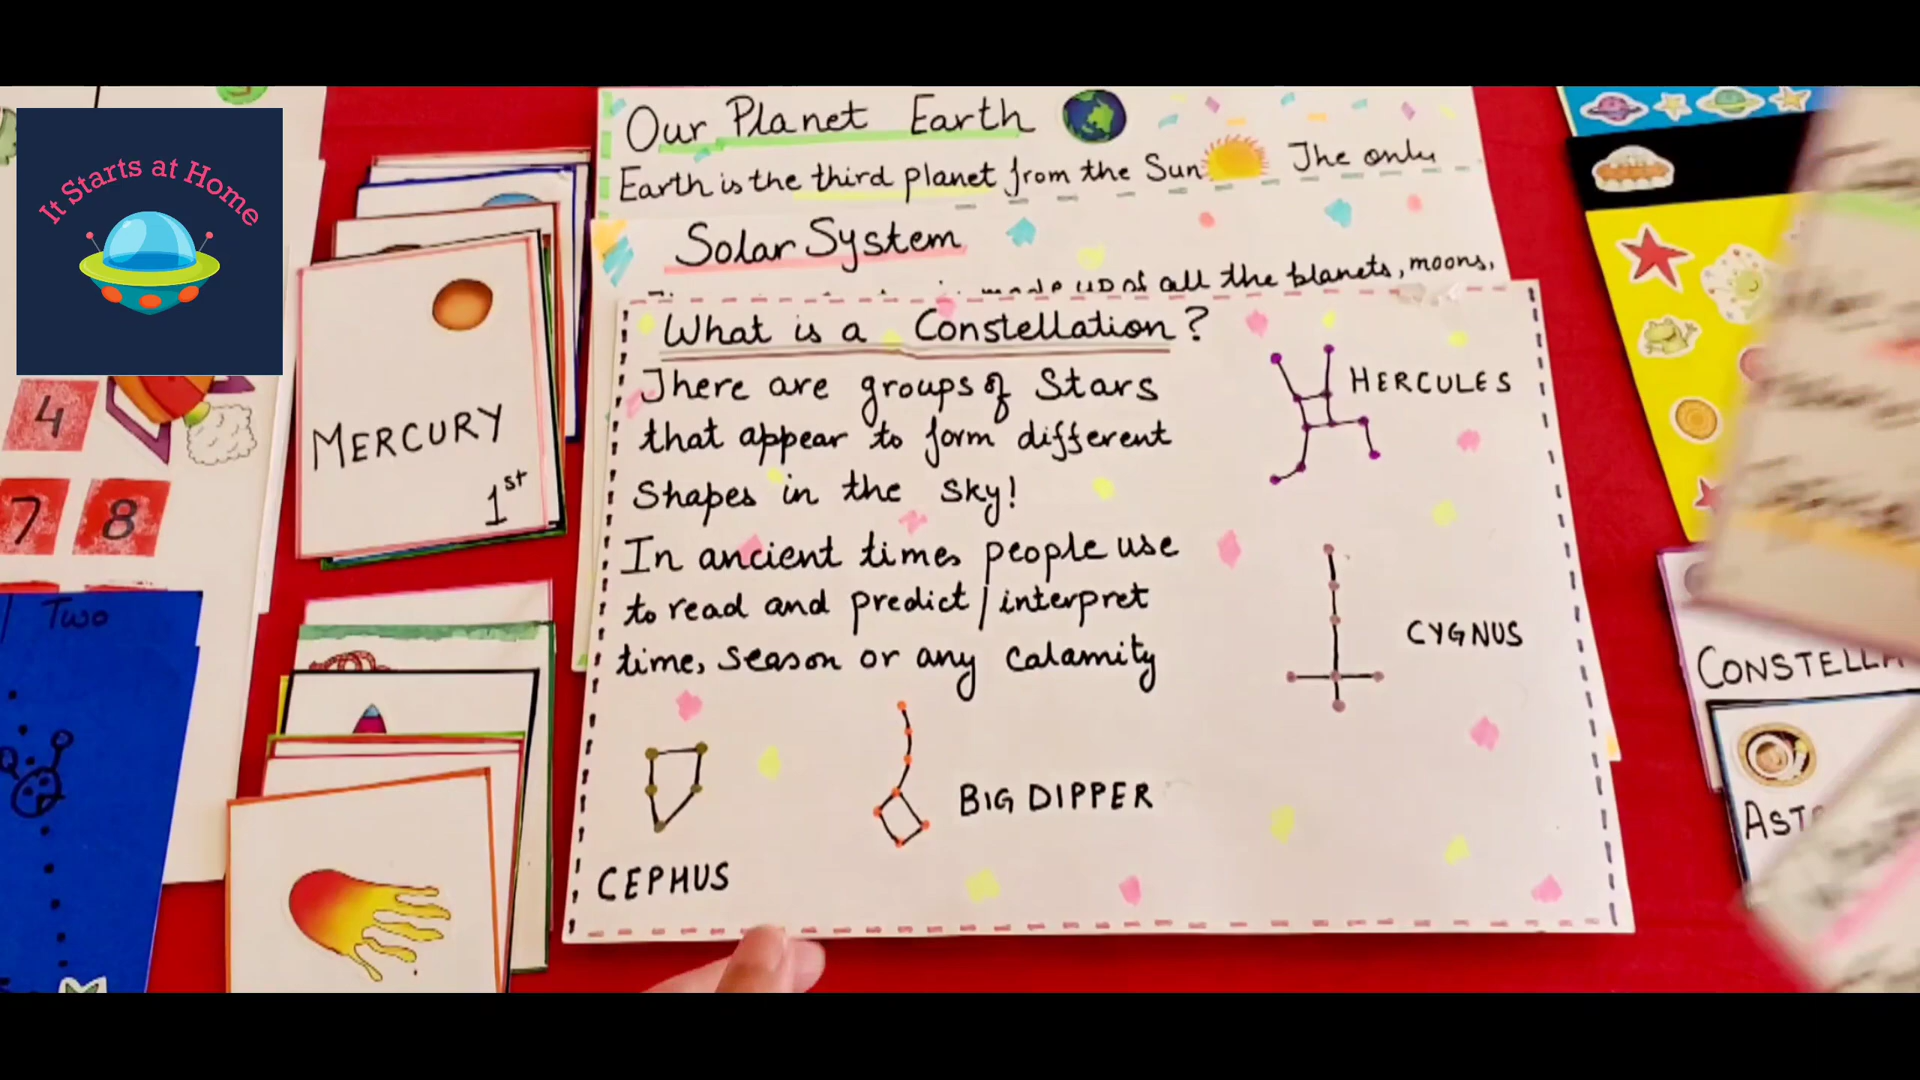 It Starts at Home
4
7 8
Two
MERCURY
1st
Our Planet Earth
Earth is the third planet from the Sun The only
Solar System
made up of all the planets, moons,
What is a Constellation?
There are groups of Stars
that appear to form different
shapes in the sky!
In ancient times people use
to read and predict/interpret
time, season or any calamity
HERCULES
CYGNUS
BIG DIPPER
CEPHUS
CONSTELLA
AST